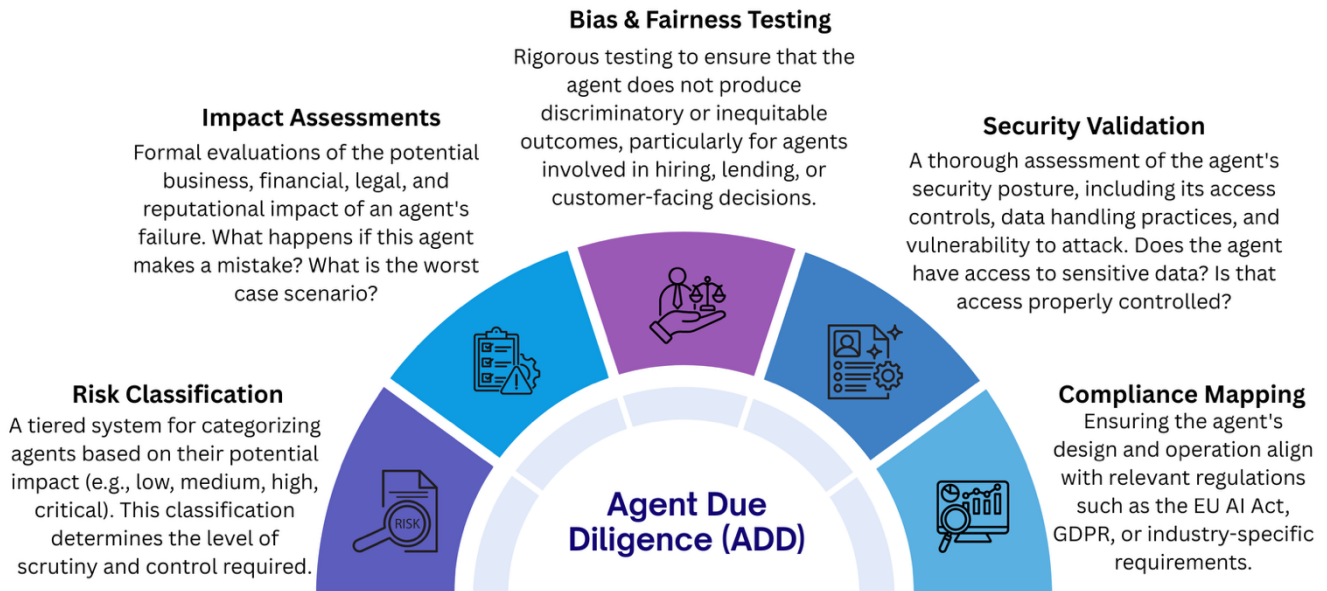 Bias & Fairness Testing
Rigorous testing to ensure that the
agent does not produce
discriminatory or inequitable
outcomes, particularly for agents
involved in hiring, lending, or
customer-facing decisions.
Impact Assessments
Formal evaluations of the potential
business, financial, legal, and
reputational impact of an agent's
failure. What happens if this agent
makes a mistake? What is the worst
case scenario?
Security Validation
A thorough assessment of the agent's
security posture, including its access
controls, data handling practices, and
vulnerability to attack. Does the agent
have access to sensitive data? Is that
access properly controlled?
Risk Classification
A tiered system for categorizing
agents based on their potential
impact (e.g., low, medium, high,
critical). This classification
determines the level of
scrutiny and control required.
RISK
Agent Due
Diligence (ADD)
Compliance Mapping
Ensuring the agent's
design and operation align
with relevant regulations
such as the EU AI Act,
GDPR, or industry-specific
requirements.